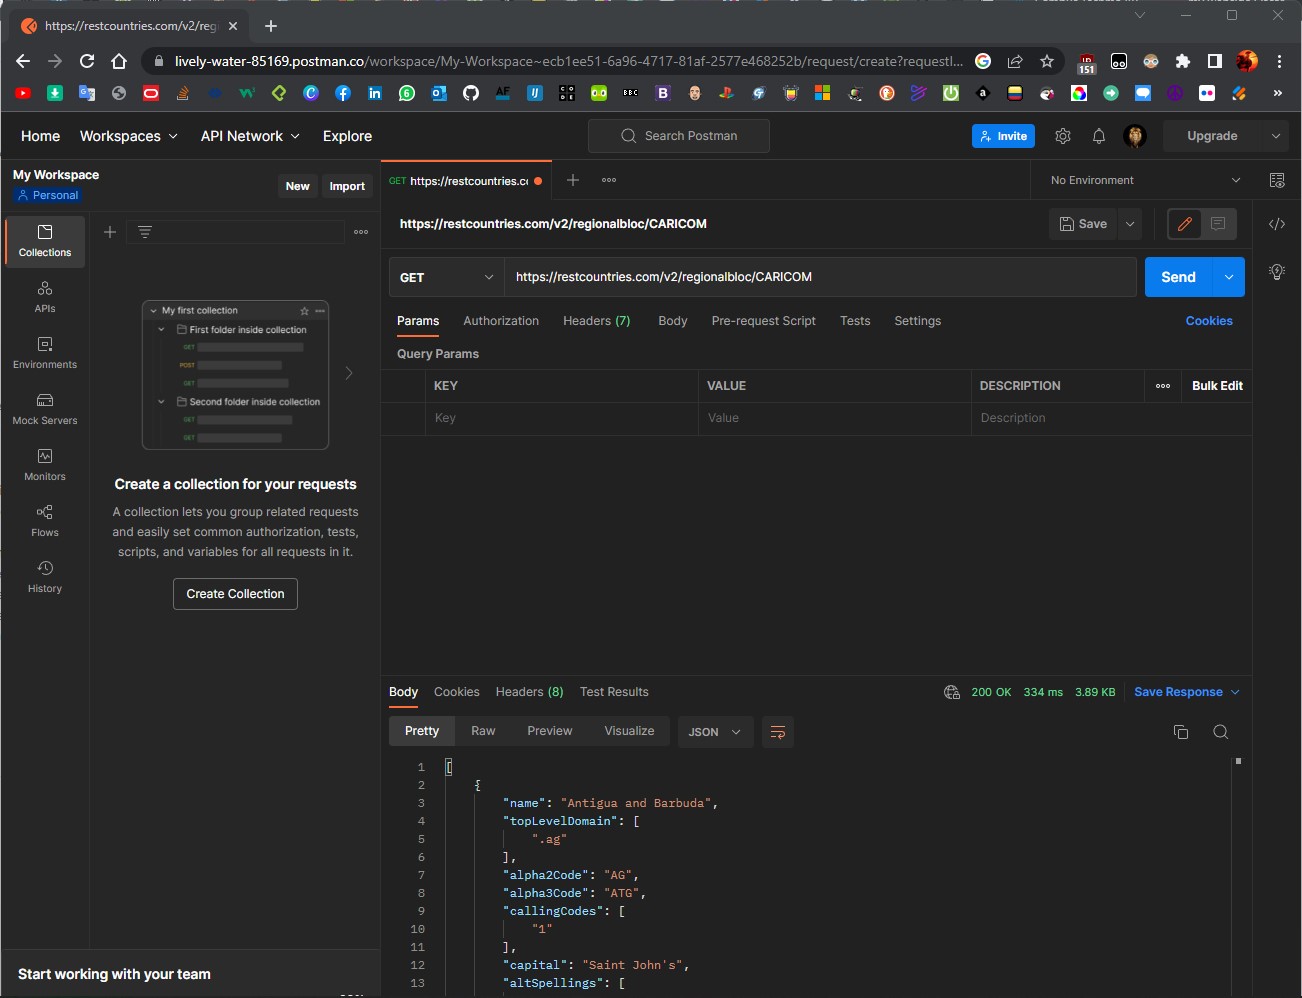 https://restcountries.com/v2/reg
lively-water-85169.postman.co/workspace/My-Workspace~ecb1ee51-6a96-4717-81af-2577e468252b/request/create?requestI...
151
AF
IJ
CO
DE
BBC
B
a
»
Home
Workspaces
API Network
Explore
Search Postman
Invite
Upgrade
My Workspace
Personal
New
Import
GET https://restcountries.cc
No Environment
https://restcountries.com/v2/regionalbloc/CARICOM
Save
Collections
APIs
Environments
Mock Servers
Monitors
Flows
History
My first collection
First folder inside collection
GET
POST
GET
Second folder inside collection
GET
GET
Create a collection for your requests
A collection lets you group related requests
and easily set common authorization, tests,
scripts, and variables for all requests in it.
Create Collection
Start working with your team
GET
https://restcountries.com/v2/regionalbloc/CARICOM
Send
Params
Authorization
Headers (7)
Body
Pre-request Script
Tests
Settings
Cookies
Query Params
KEY
VALUE
DESCRIPTION
Bulk Edit
Key
Value
Description
Body
Cookies
Headers (8)
Test Results
200 OK
334 ms
3.89 KB
Save Response
Pretty
Raw
Preview
Visualize
JSON
1 [
2 {
3 "name": "Antigua and Barbuda",
4 "topLevelDomain": [
5 ".ag"
6 ],
7 "alpha2Code": "AG",
8 "alpha3Code": "ATG",
9 "callingCodes": [
10 "1"
11 ],
12 "capital": "Saint John's",
13 "altSpellings": [